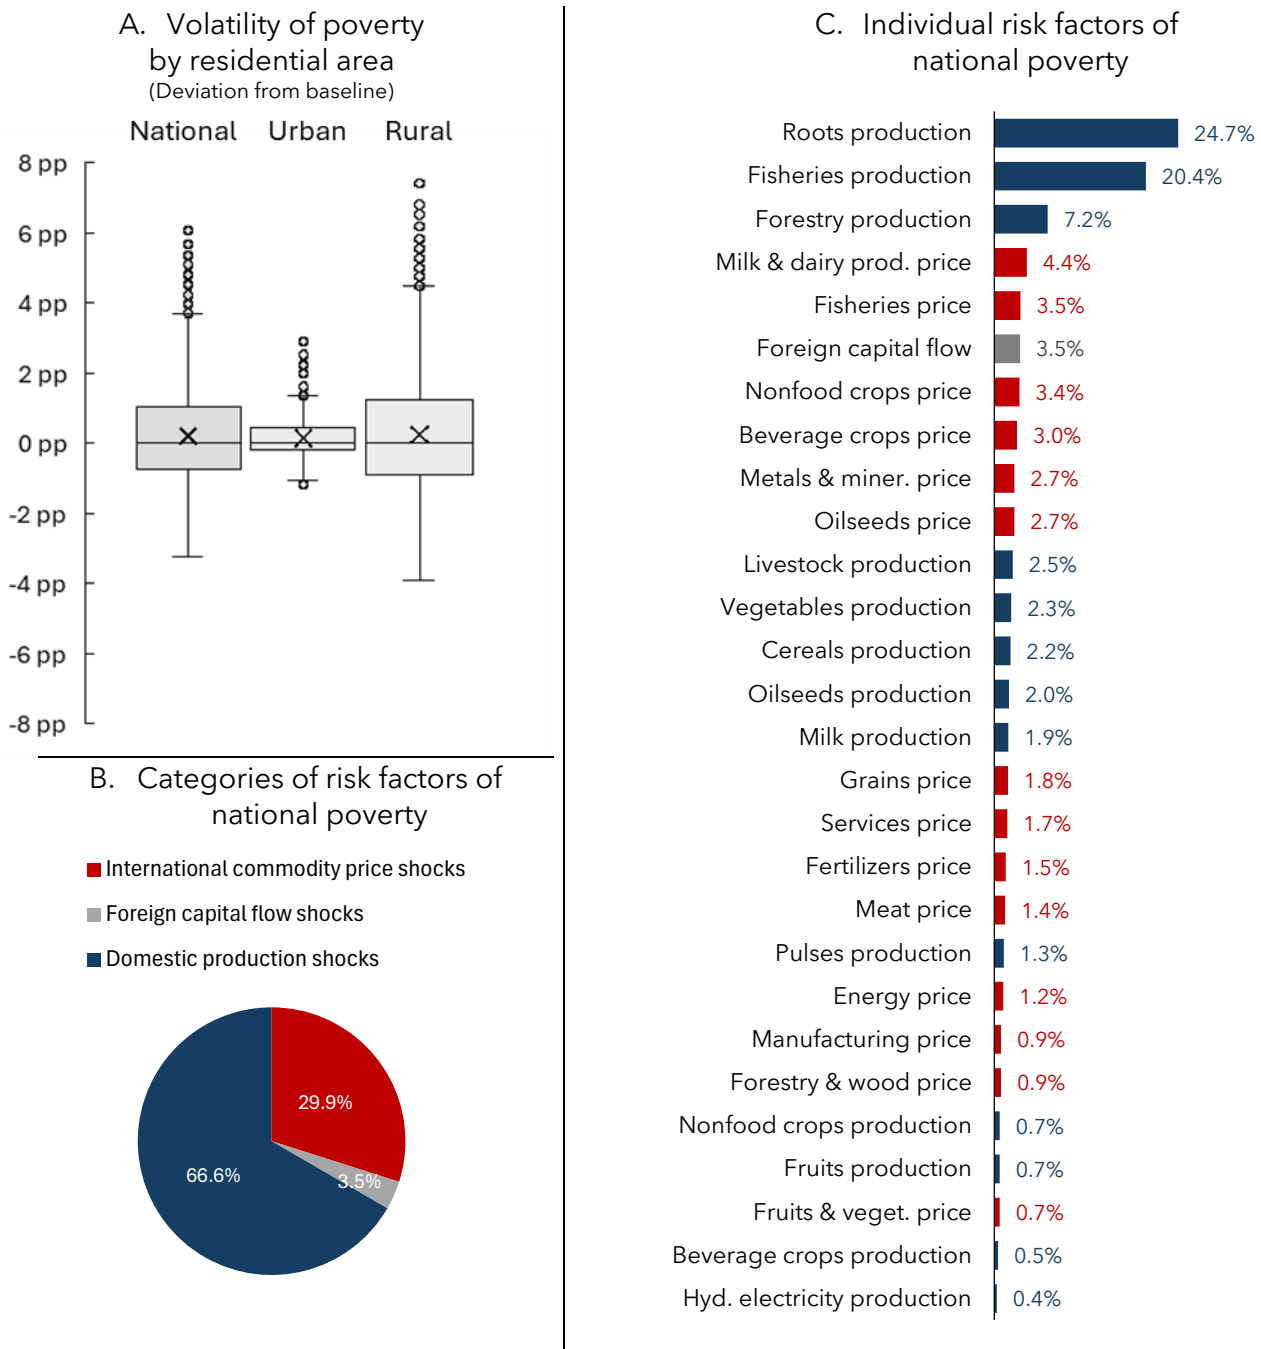 A. Volatility of poverty
by residential area
(Deviation from baseline)
National Urban Rural
8 pp
6 pp
4 pp
2 pp
0 pp
-2 pp
-4 pp
-6 pp
-8 pp
B. Categories of risk factors of
national poverty
International commodity price shocks
Foreign capital flow shocks
Domestic production shocks
29.9%
3.5%
66.6%
C. Individual risk factors of
national poverty
Roots production 24.7%
Fisheries production 20.4%
Forestry production 7.2%
Milk & dairy prod. price 4.4%
Fisheries price 3.5%
Foreign capital flow 3.5%
Nonfood crops price 3.4%
Beverage crops price 3.0%
Metals & miner. price 2.7%
Oilseeds price 2.7%
Livestock production 2.5%
Vegetables production 2.3%
Cereals production 2.2%
Oilseeds production 2.0%
Milk production 1.9%
Grains price 1.8%
Services price 1.7%
Fertilizers price 1.5%
Meat price 1.4%
Pulses production 1.3%
Energy price 1.2%
Manufacturing price 0.9%
Forestry & wood price 0.9%
Nonfood crops production 0.7%
Fruits production 0.7%
Fruits & veget. price 0.7%
Beverage crops production 0.5%
Hyd. electricity production 0.4%